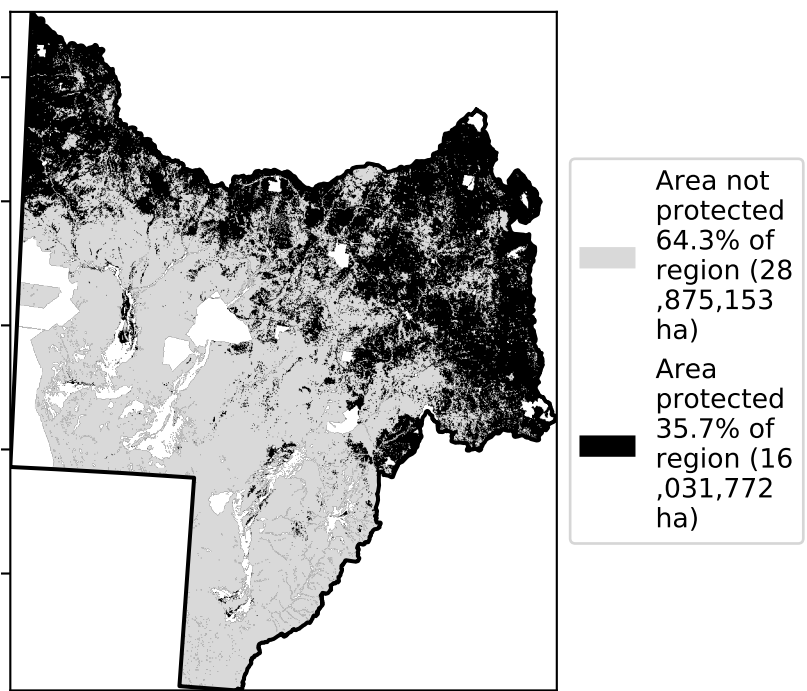 Area not
protected
64.3% of
region (28
,875,153
ha)
Area
protected
35.7% of
region (16
,031,772
ha)